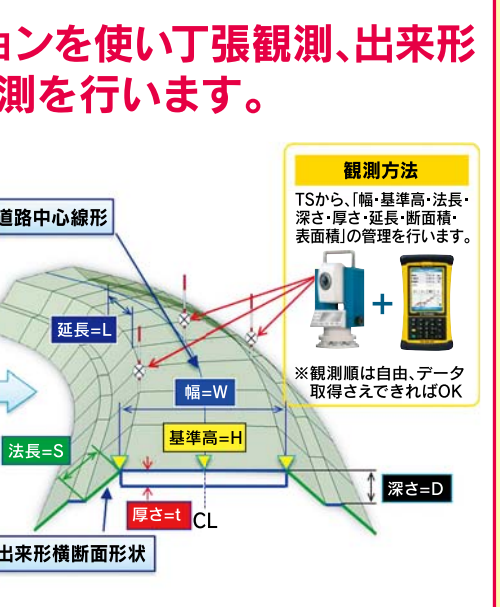 ョンを使い丁張観測、出来形
測を行います。
観測方法
TSから、「幅・基準高・法長・
深さ・厚さ・延長・断面積・
表面積」の管理を行います。
+
※観測順は自由、データ
取得さえできればOK
道路中心線形
延長=L
幅=W
基準高=H
法長=S
深さ=D
厚さ=t
CL
出来形横断面形状